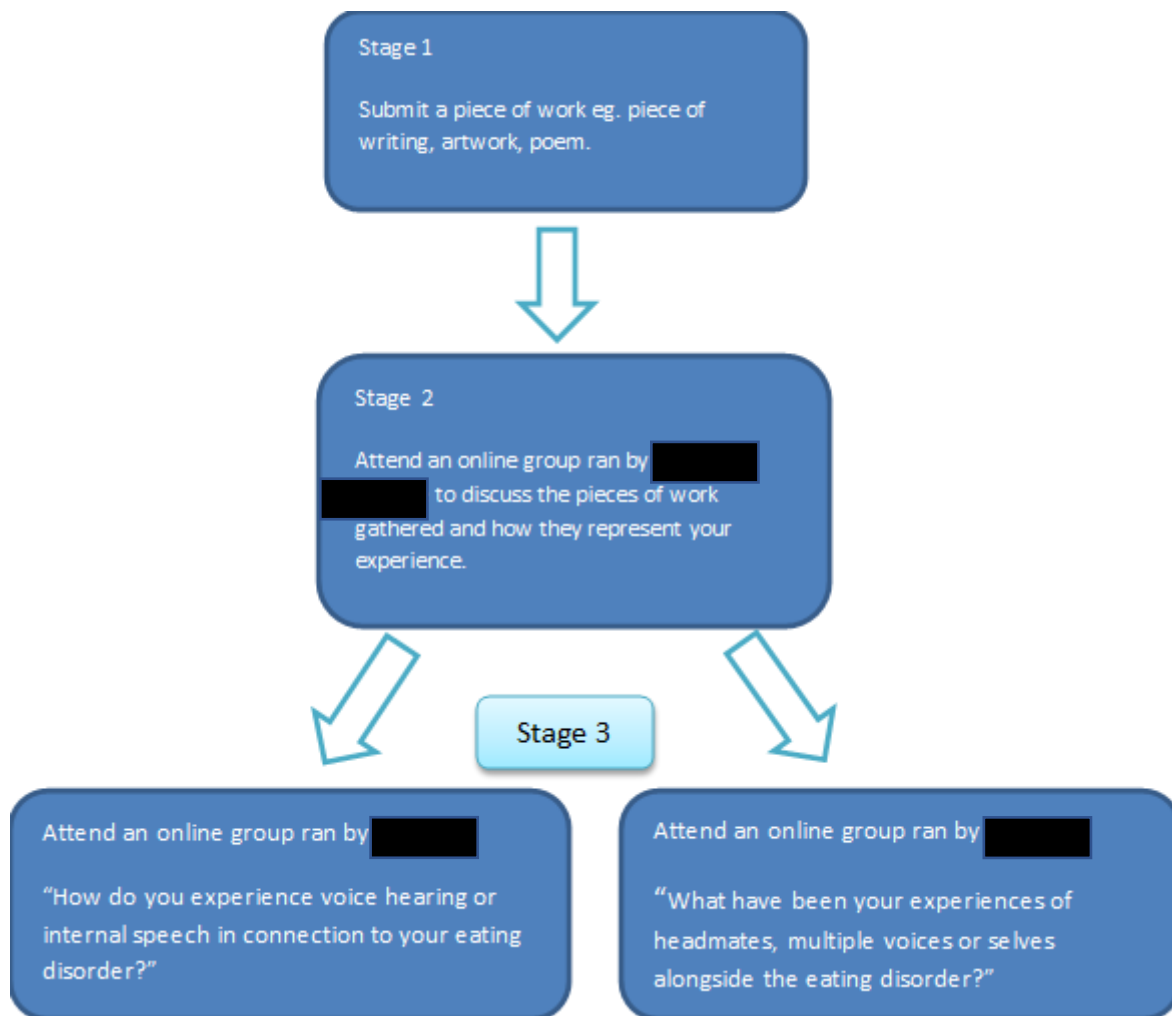 Stage 1
Submit a piece of work eg. piece of
writing, artwork, poem.
Stage 2
Attend an online group ran by
to discuss the pieces of work
gathered and how they represent your
experience.
Stage 3
Attend an online group ran by
“How do you experience voice hearing or
internal speech in connection to your eating
disorder?”
Attend an online group ran by
“What have been your experiences of
headmates, multiple voices or selves
alongside the eating disorder?”